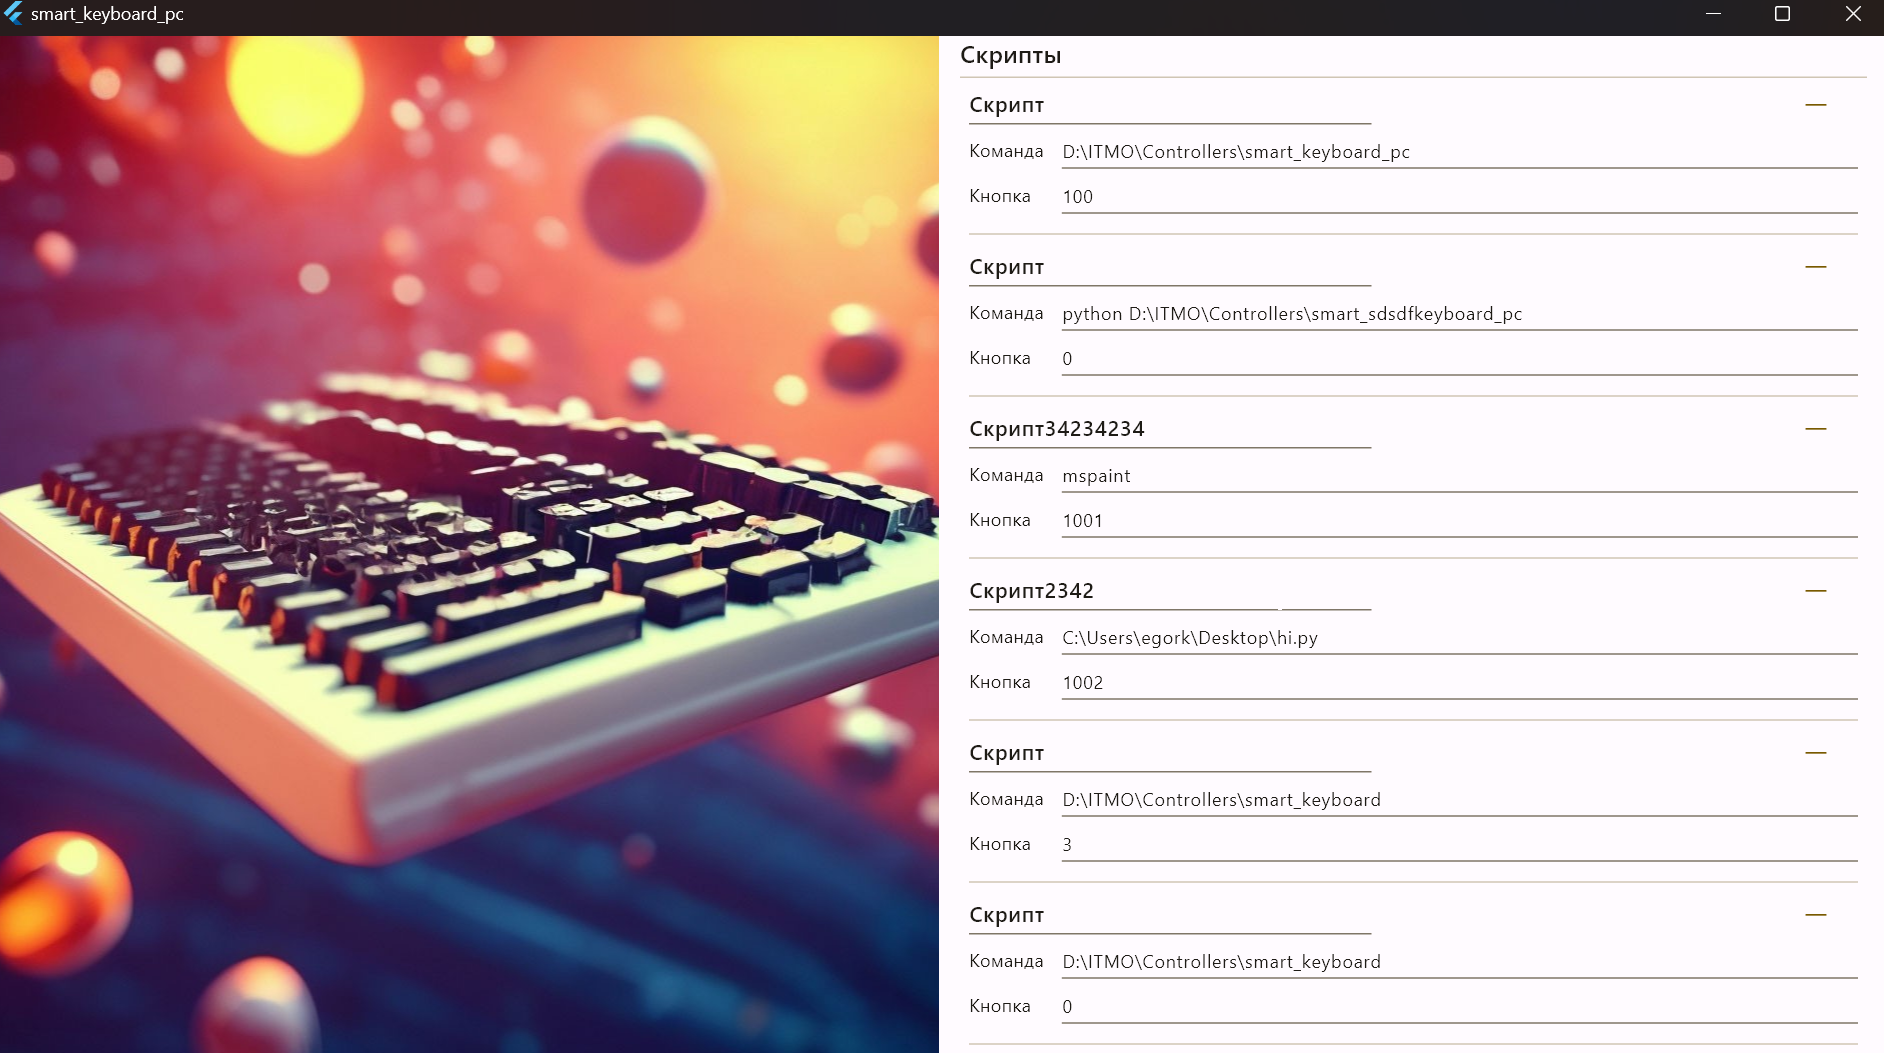 smart_keyboard_pc
Скрипты
Скрипт
Команда D:\ITMO\Controllers\smart_keyboard_pc
Кнопка 100
Скрипт
Команда python D:\ITMO\Controllers\smart_sdsdfkeyboard_pc
Кнопка 0
Скрипт34234234
Команда mspaint
Кнопка 1001
Скрипт2342
Команда C:\Users\egork\Desktop\hi.py
Кнопка 1002
Скрипт
Команда D:\ITMO\Controllers\smart_keyboard
Кнопка 3
Скрипт
Команда D:\ITMO\Controllers\smart_keyboard
Кнопка 0